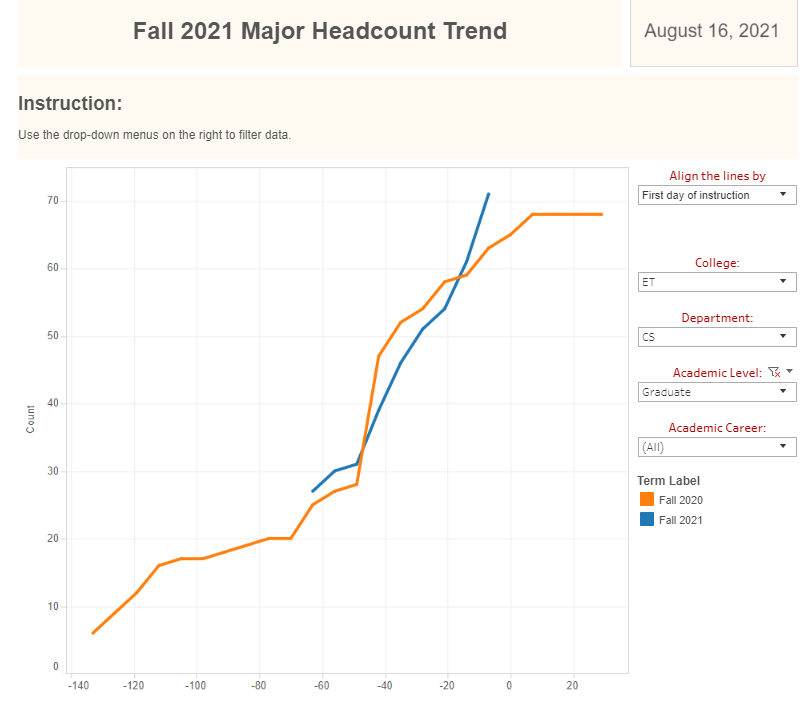 Fall 2021 Major Headcount Trend
August 16, 2021
Instruction:
Use the drop-down menus on the right to filter data.
Align the lines by
First day of instruction
College:
ET
Department:
CS
Academic Level:
Graduate
Academic Career:
(All)
Term Label
Fall 2020
Fall 2021
Count
70
60
50
40
30
20
10
0
-140 -120 -100 -80 -60 -40 -20 0 20